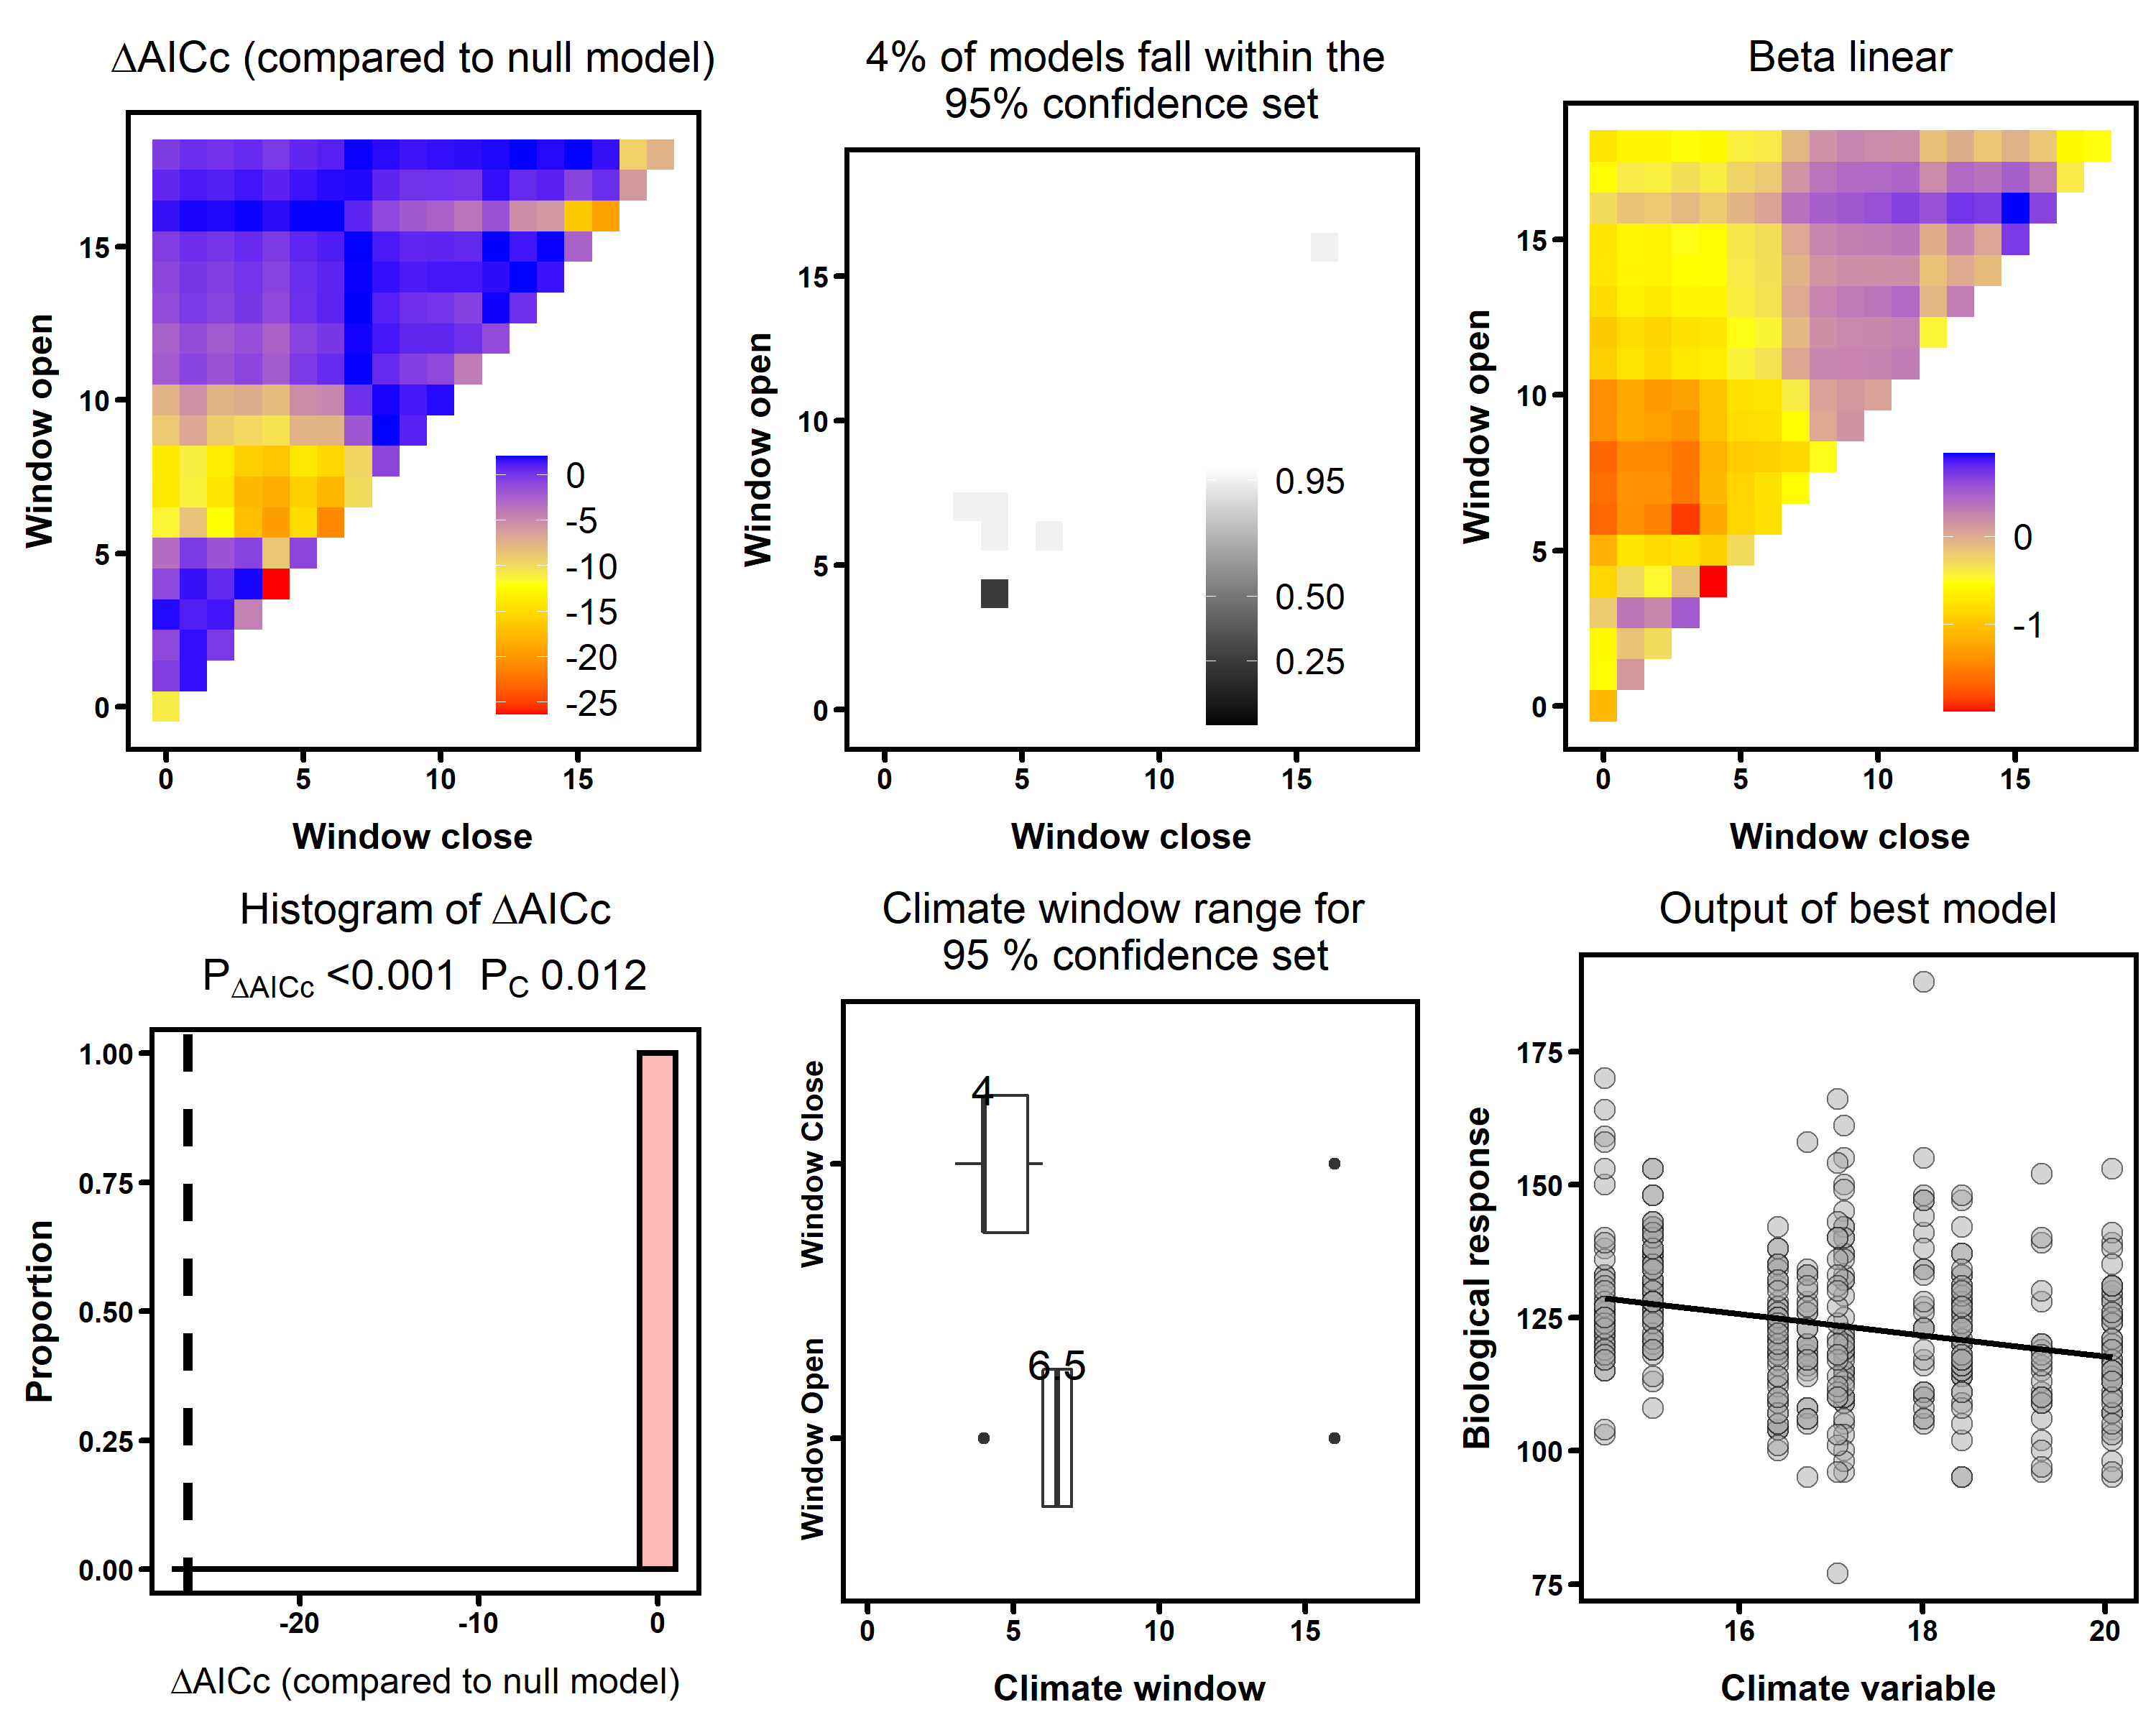 ΔAICc (compared to null model)
Window open
15
10
5
0
0
-5
-10
-15
-20
-25
0 5 10 15
Window close
4% of models fall within the
95% confidence set
Window open
15
10
5
0
0.95
0.50
0.25
0 5 10 15
Window close
Beta linear
Window open
15
10
5
0
0
-1
0 5 10 15
Window close
Histogram of ΔAICc
PΔAICc <0.001 PC 0.012
Proportion
1.00
0.75
0.50
0.25
0.00
-20 -10 0
ΔAICc (compared to null model)
Climate window range for
95 % confidence set
Window Close
4
Window Open
6.5
0 5 10 15
Climate window
Output of best model
Biological response
175
150
125
100
75
16 18 20
Climate variable